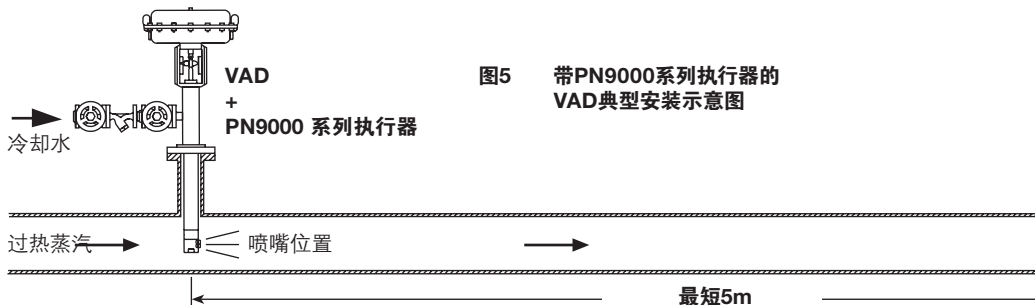 VAD
+
PN9000 系列执行器
图5 带PN9000系列执行器的
VAD典型安装示意图
冷却水
过热蒸汽
喷嘴位置
最短5m